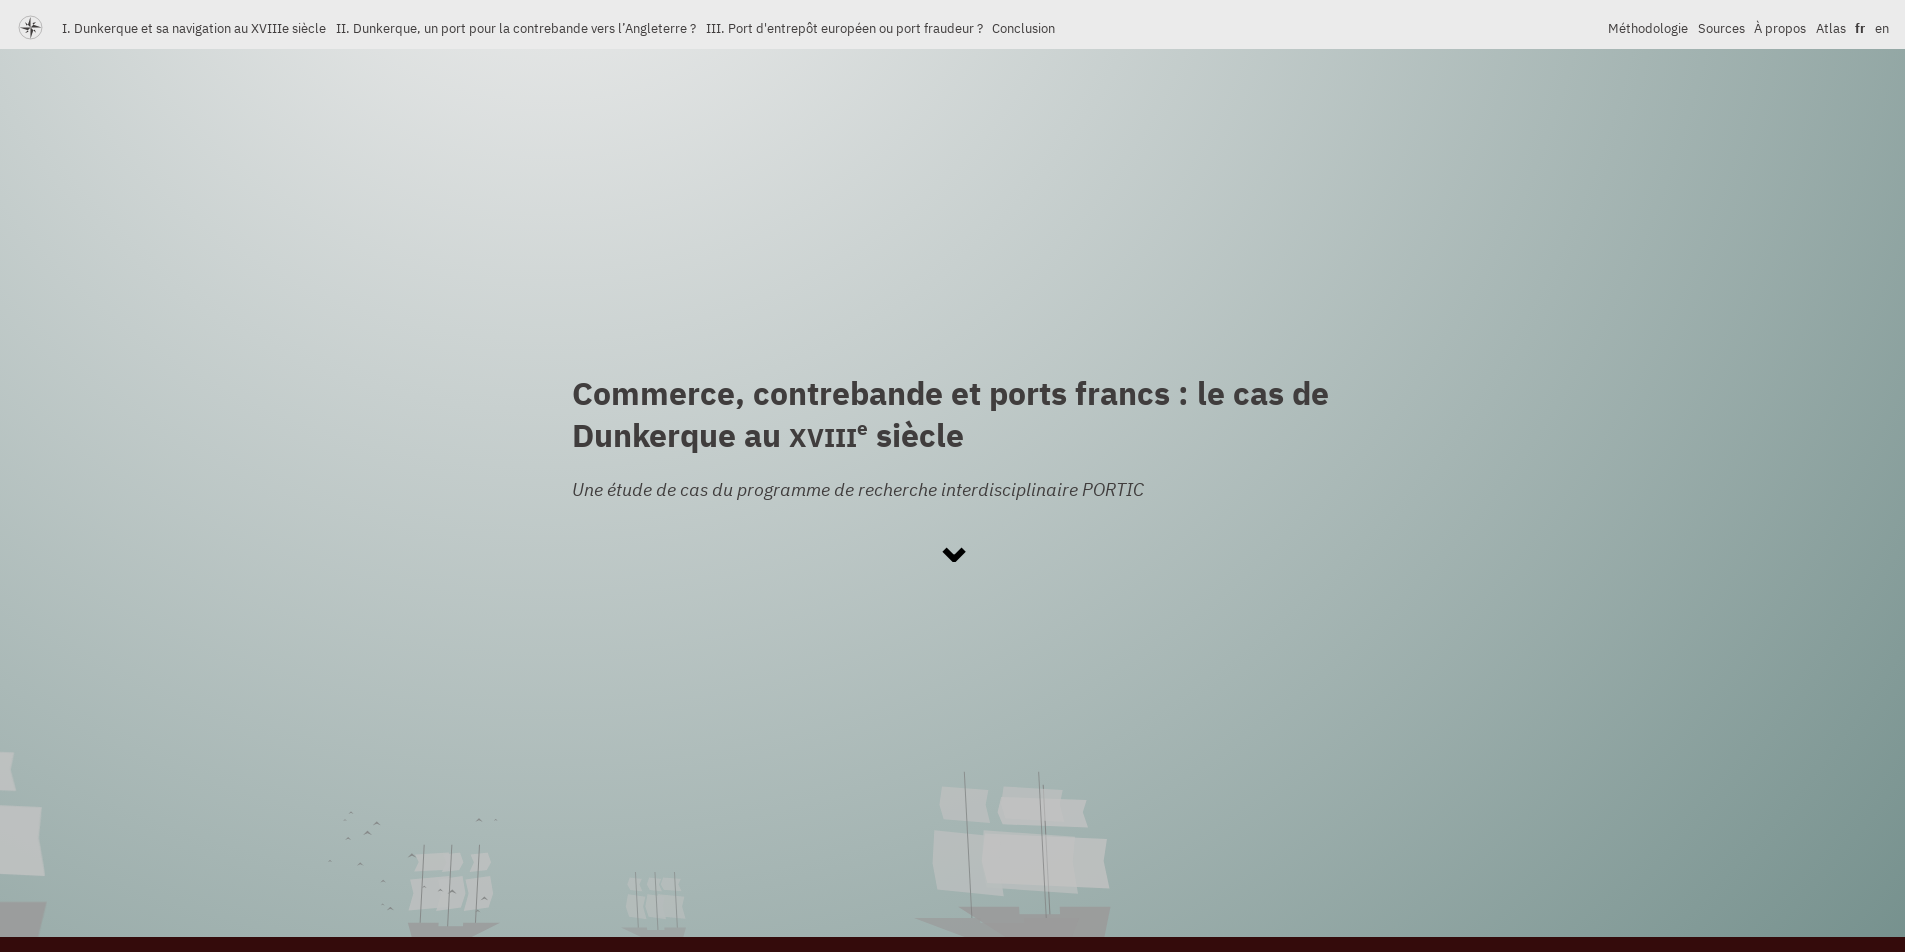 I. Dunkerque et sa navigation au XVIIIe siècle II. Dunkerque, un port pour la contrebande vers l’Angleterre ? III. Port d'entrepôt européen ou port fraudeur ? Conclusion Méthodologie Sources À propos Atlas fr en
Commerce, contrebande et ports francs : le cas de
Dunkerque au XVIIIe siècle
Une étude de cas du programme de recherche interdisciplinaire PORTIC